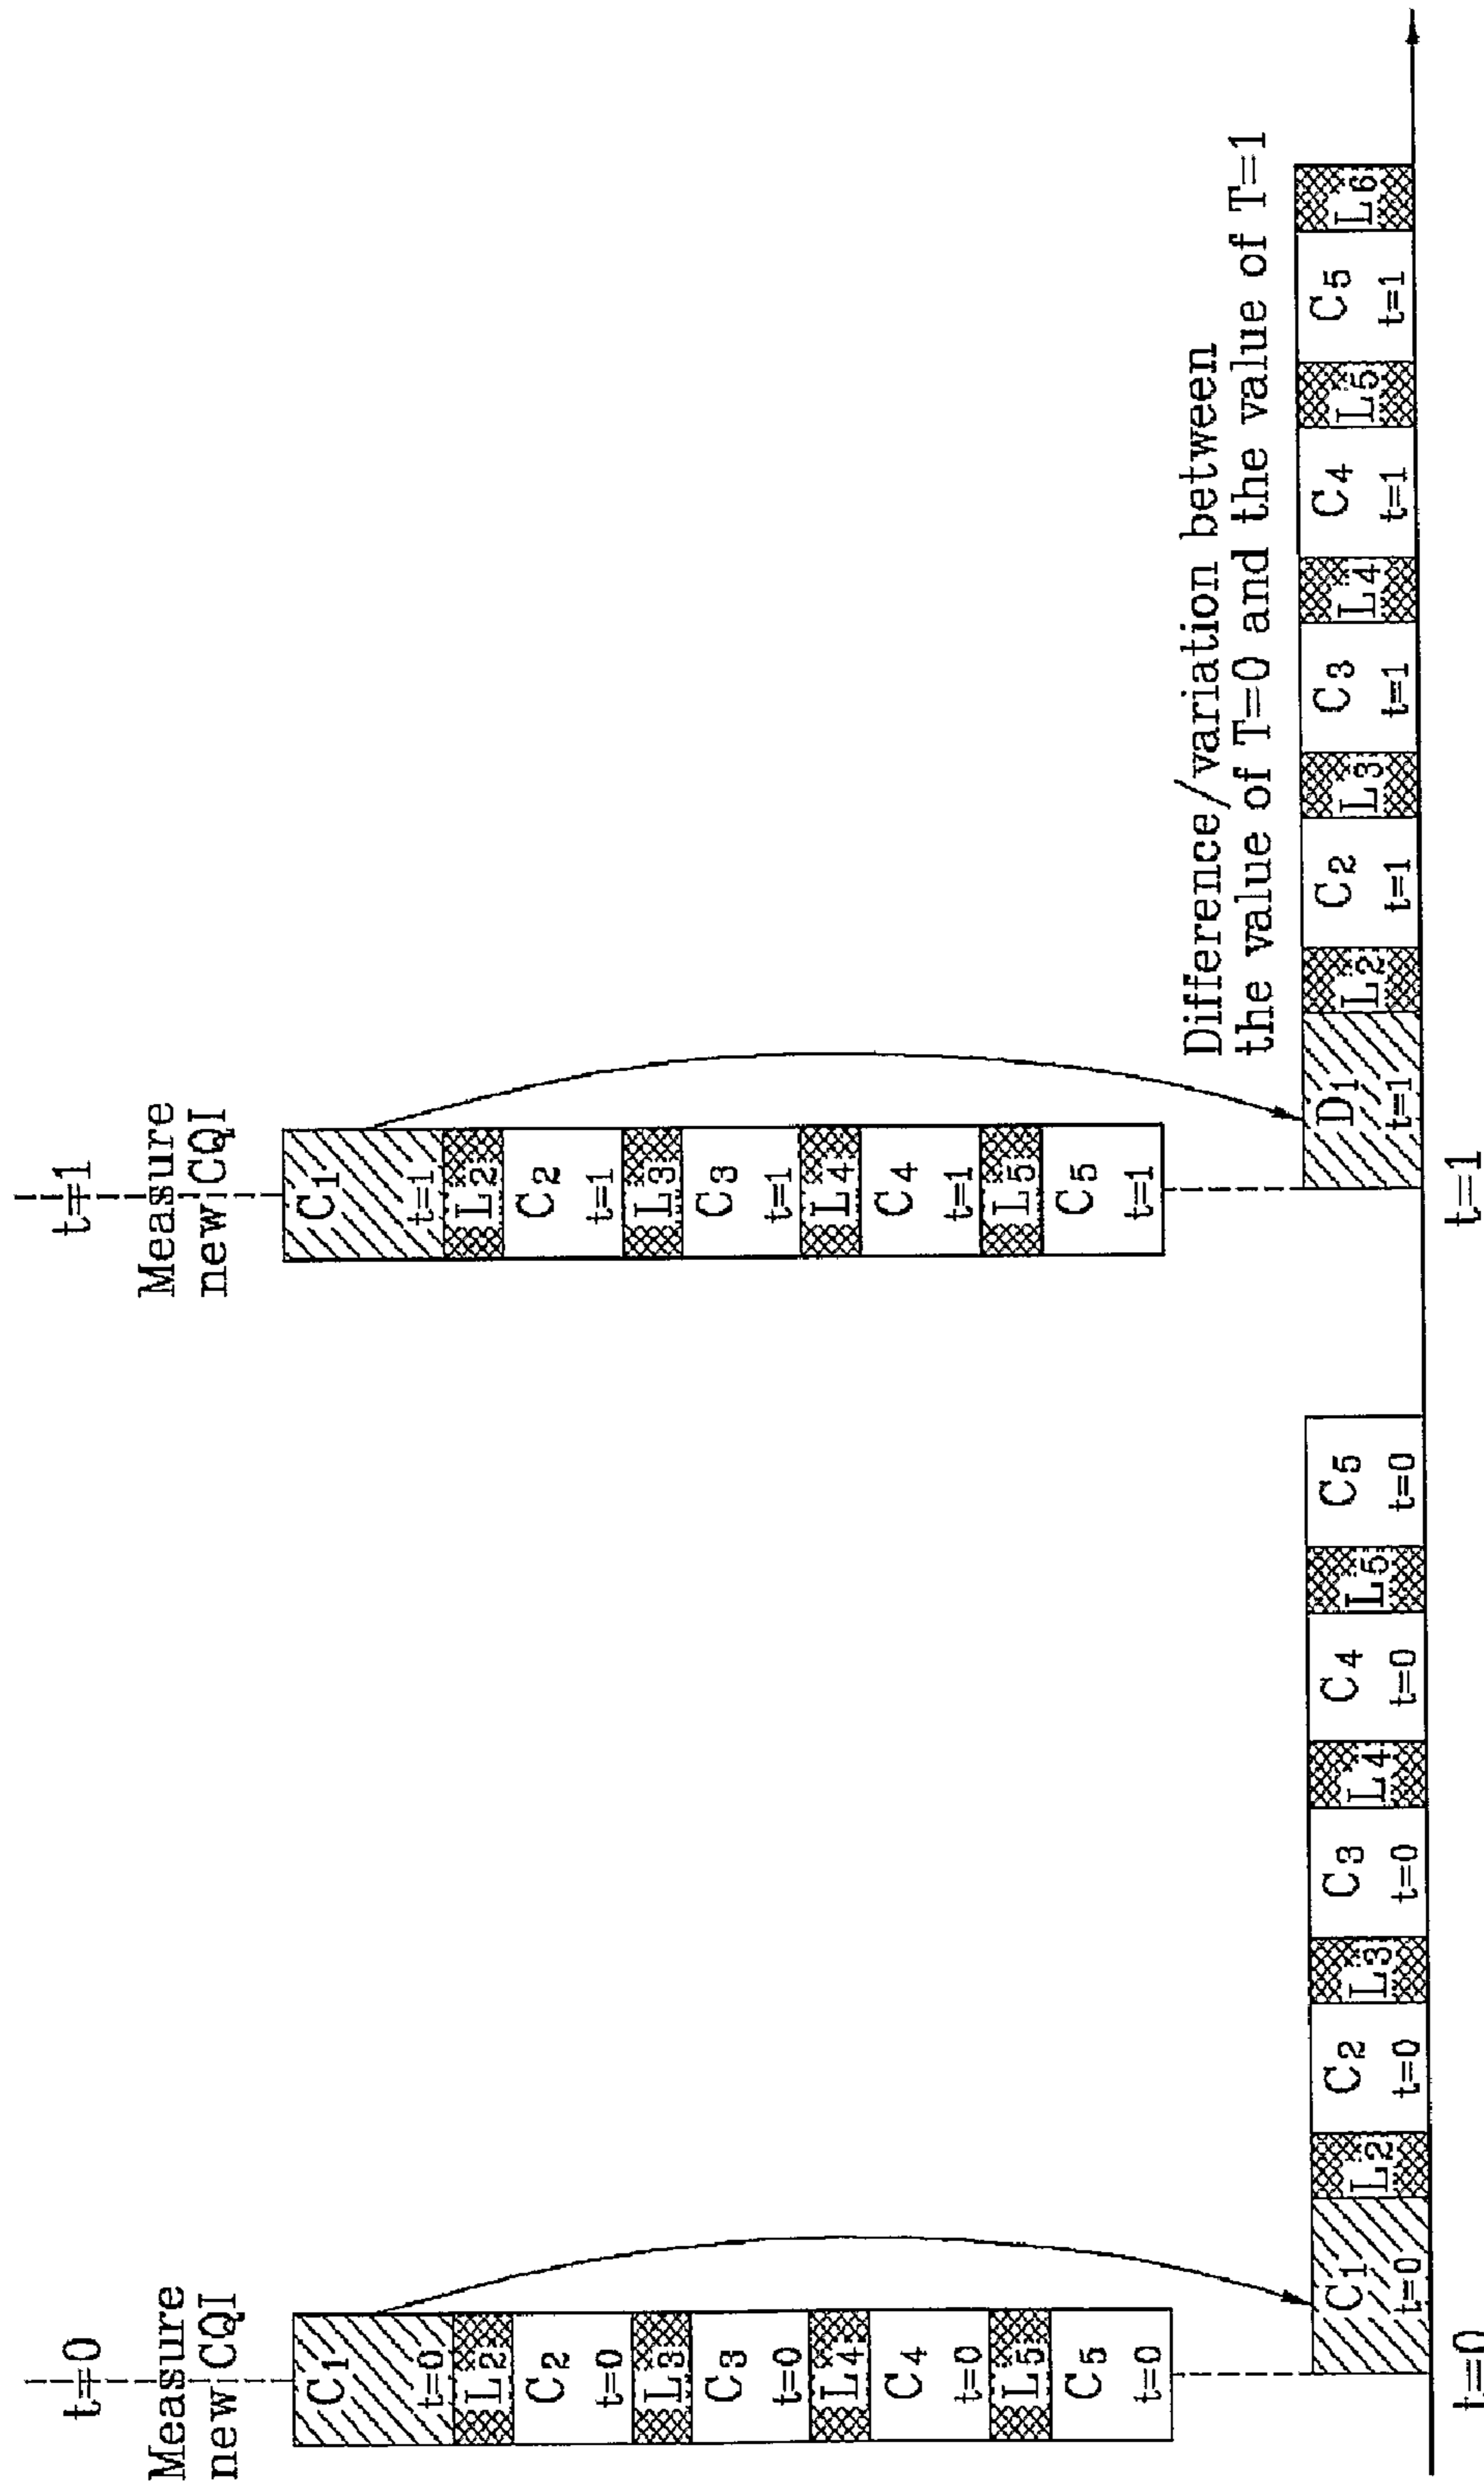 t=0
Measure
new CQI
C1
t=0
L2
C2
t=0
L3
C3
t=0
L4
C4
t=0
L5
C5
t=0
t=1
Measure
new CQI
C1
t=1
L2
C2
t=1
L3
C3
t=1
L4
C4
t=1
L5
C5
t=1
Difference/variation between
the value of T=0 and the value of T=1
C1
t=0
L2
C2
t=0
L3
C3
t=0
L4
C4
t=0
L5
C5
t=0
D1
t=1
L2
C2
t=1
L3
C3
t=1
L4
C4
t=1
L5
C5
t=1
L6
t=0
t=1